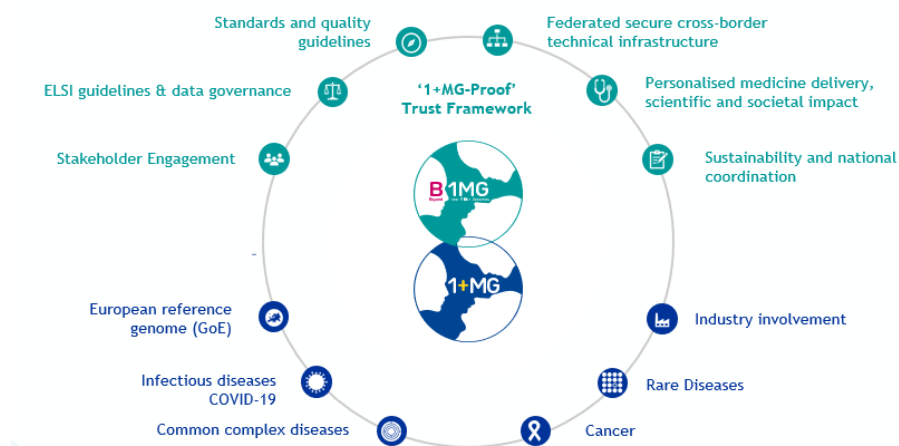 Standards and quality
guidelines
Federated secure cross-border
technical infrastructure
ELSI guidelines & data governance
'1+MG-Proof'
Trust Framework
Personalised medicine delivery,
scientific and societal impact
Stakeholder Engagement
Sustainability and national
coordination
B1MG
Beyond
1+MG
European reference
genome (GoE)
Industry involvement
Infectious diseases
COVID-19
Rare Diseases
Common complex diseases
Cancer